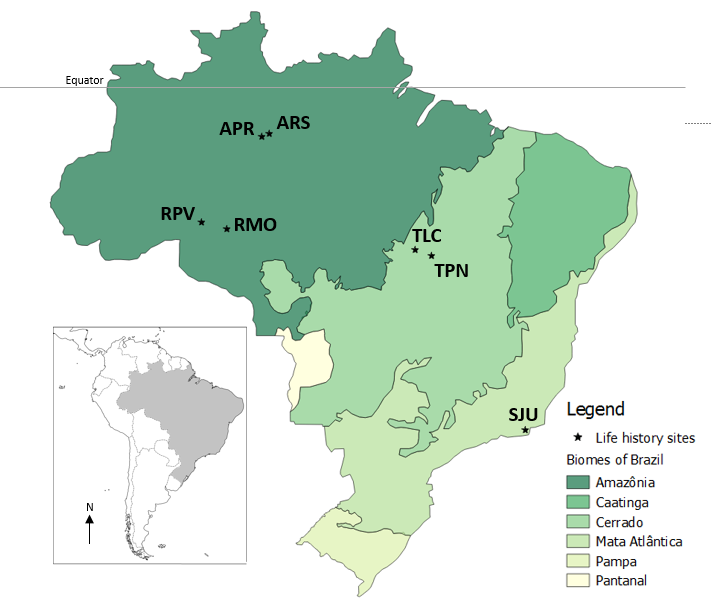 Equator
APR
ARS
RPV
RMO
TLC
TPN
SJU
N
Legend
Life history sites
Biomes of Brazil
Amazônia
Caatinga
Cerrado
Mata Atlântica
Pampa
Pantanal